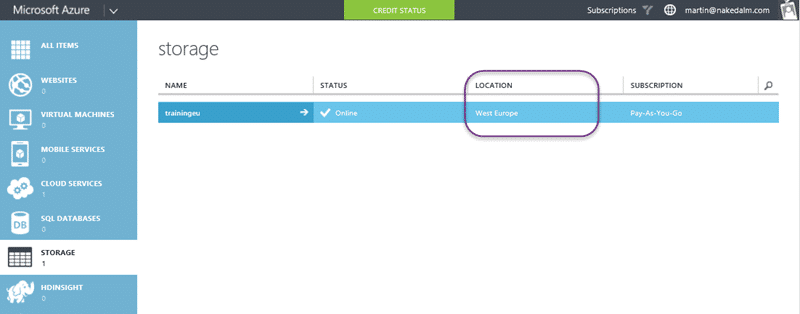 Microsoft Azure
CREDIT STATUS
Subscriptions
martin@nakedalm.com
ALL ITEMS
WEBSITES
0
VIRTUAL MACHINES
0
MOBILE SERVICES
0
CLOUD SERVICES
1
DB
SQL DATABASES
0
STORAGE
1
HDINSIGHT
0
storage
NAME STATUS LOCATION SUBSCRIPTION
trainingeu Online West Europe Pay-As-You-Go